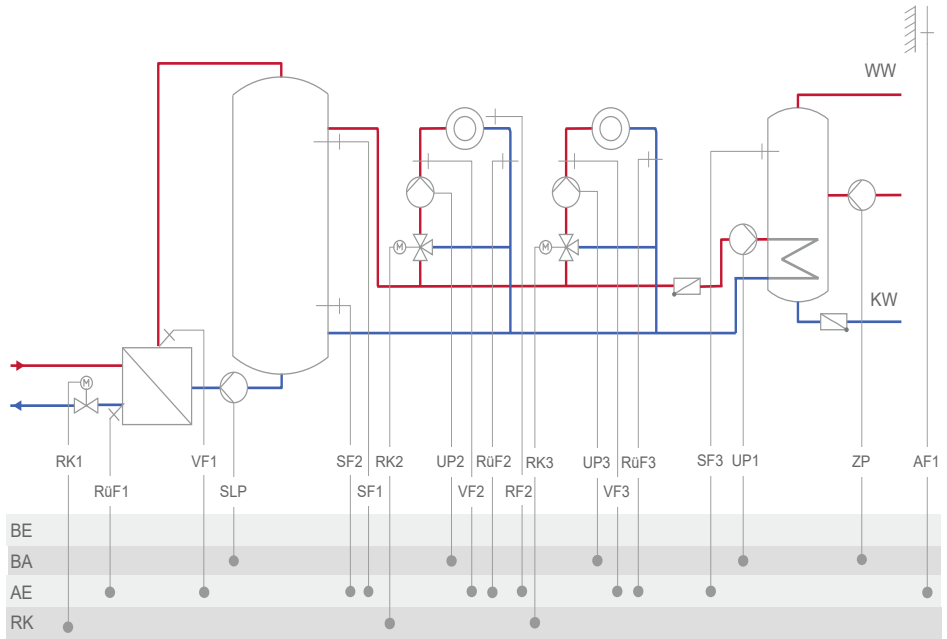 WW
M
M
KW
M
RK1
VF1
SF2
RK2
UP2
RüF2
RK3
UP3
RüF3
SF3
UP1
ZP
AF1
RüF1
SLP
SF1
VF2
RF2
VF3
BE
BA
AE
RK